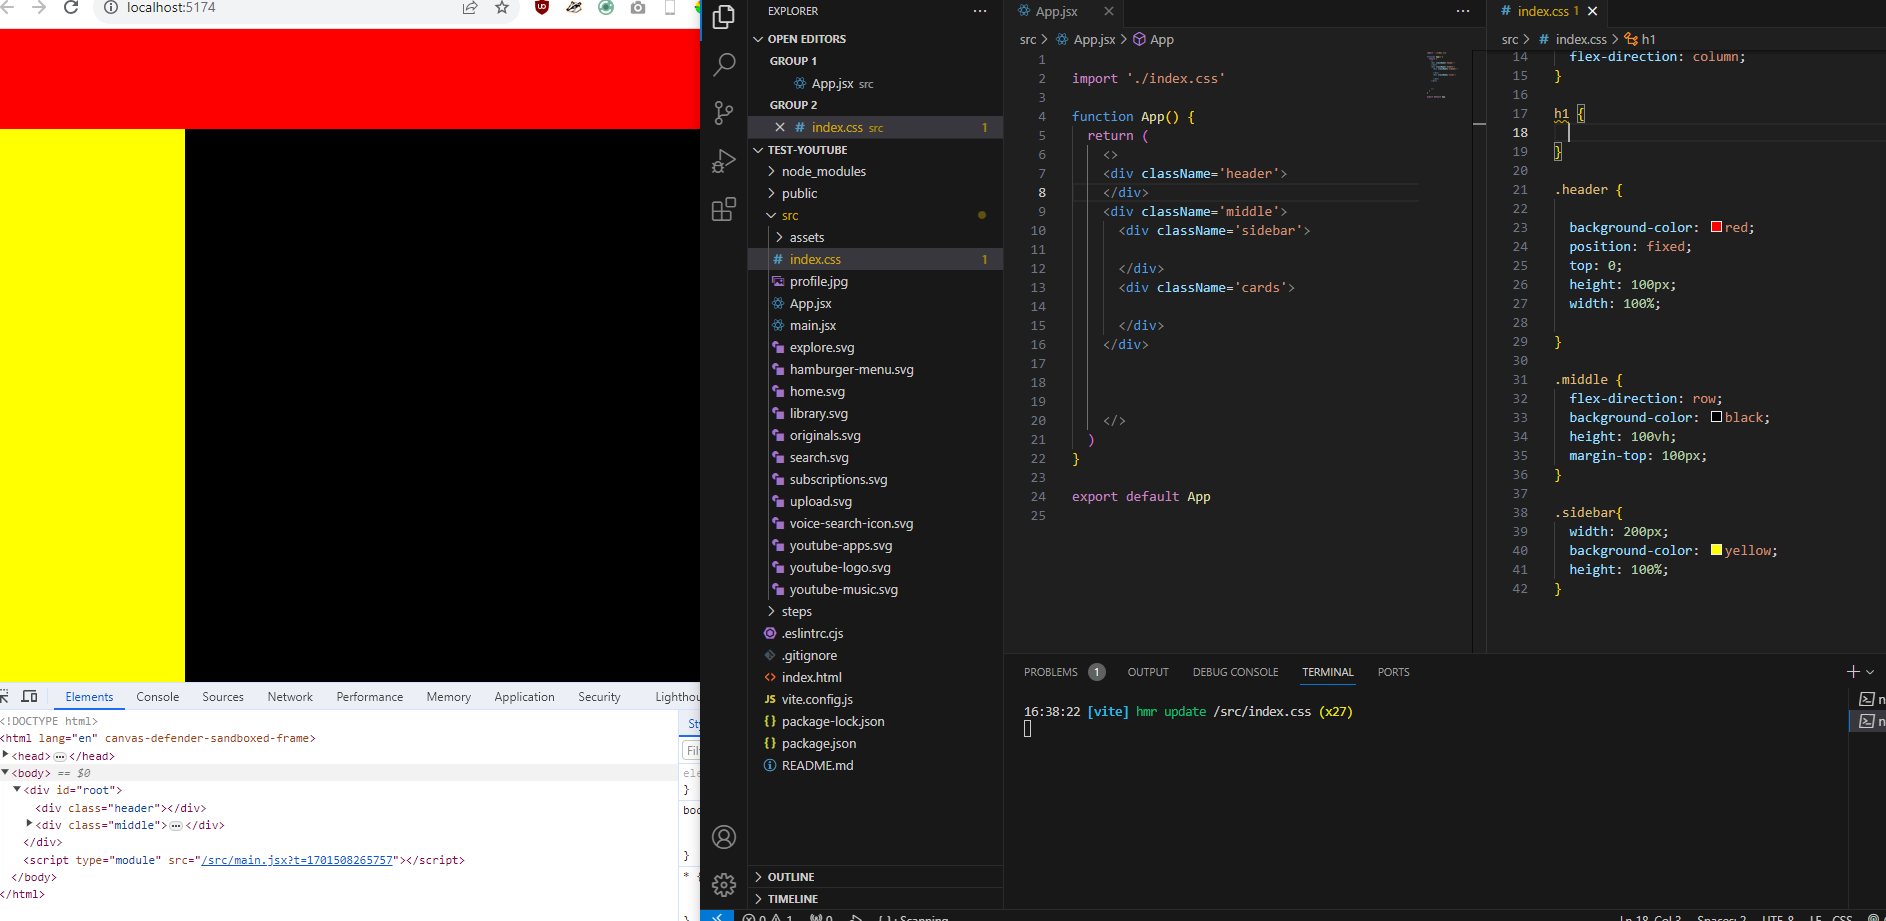 localhost:5174
<!DOCTYPE html>
<html lang="en" canvas-defender-sandboxed-frame>
<head> </head>
<body> == $0
<div id="root">
<div class="header"></div>
<div class="middle"> </div>
</div>
<script type="module" src="/src/main.jsx?t=1701508265757"></script>
</body>
</html>
Elements Console Sources Network Performance Memory Application Security
EXPLORER
OPEN EDITORS
GROUP 1
App.jsx src
GROUP 2
# index.css src 1
TEST-YOUTUBE
node_modules
public
src
assets
# index.css 1
profile.jpg
App.jsx
main.jsx
explore.svg
hamburger-menu.svg
home.svg
library.svg
originals.svg
search.svg
subscriptions.svg
upload.svg
voice-search-icon.svg
youtube-apps.svg
youtube-logo.svg
youtube-music.svg
steps
.eslintrc.cjs
.gitignore
index.html
JS vite.config.js
{} package-lock.json
{} package.json
README.md
OUTLINE
TIMELINE
App.jsx
src > App.jsx > App
1
2 import './index.css'
3
4 function App() {
5 return (
6 <>
7 <div className='header'>
8 </div>
9 <div className='middle'>
10 <div className='sidebar'>
11
12 </div>
13 <div className='cards'>
14
15 </div>
16 </div>
17
18
19
20 </>
21 )
22 }
23
24 export default App
25
# index.css 1
src > # index.css > h1
14 flex-direction: column;
15 }
16
17 h1 {
18
19 }
20
21 .header {
22
23 background-color: red;
24 position: fixed;
25 top: 0;
26 height: 100px;
27 width: 100%;
28
29 }
30
31 .middle {
32 flex-direction: row;
33 background-color: black;
34 height: 100vh;
35 margin-top: 100px;
36 }
37
38 .sidebar{
39 width: 200px;
40 background-color: yellow;
41 height: 100%;
42 }
PROBLEMS 1 OUTPUT DEBUG CONSOLE TERMINAL PORTS
16:38:22 [vite] hmr update /src/index.css (x27)